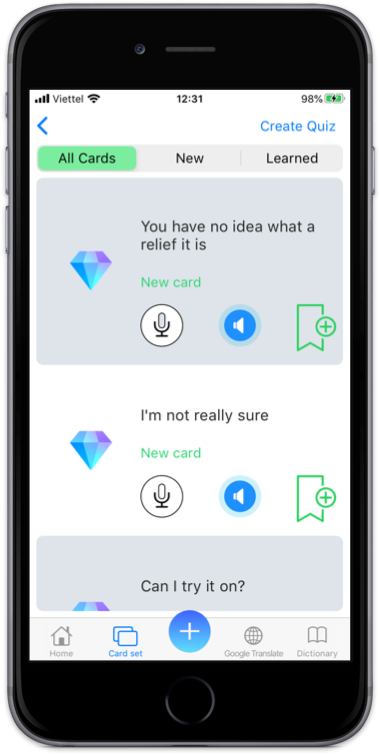 Viettel 12:31 98%
Create Quiz
All Cards New Learned
You have no idea what a
relief it is
New card
I'm not really sure
New card
Can I try it on?
Home Card set Google Translate Dictionary